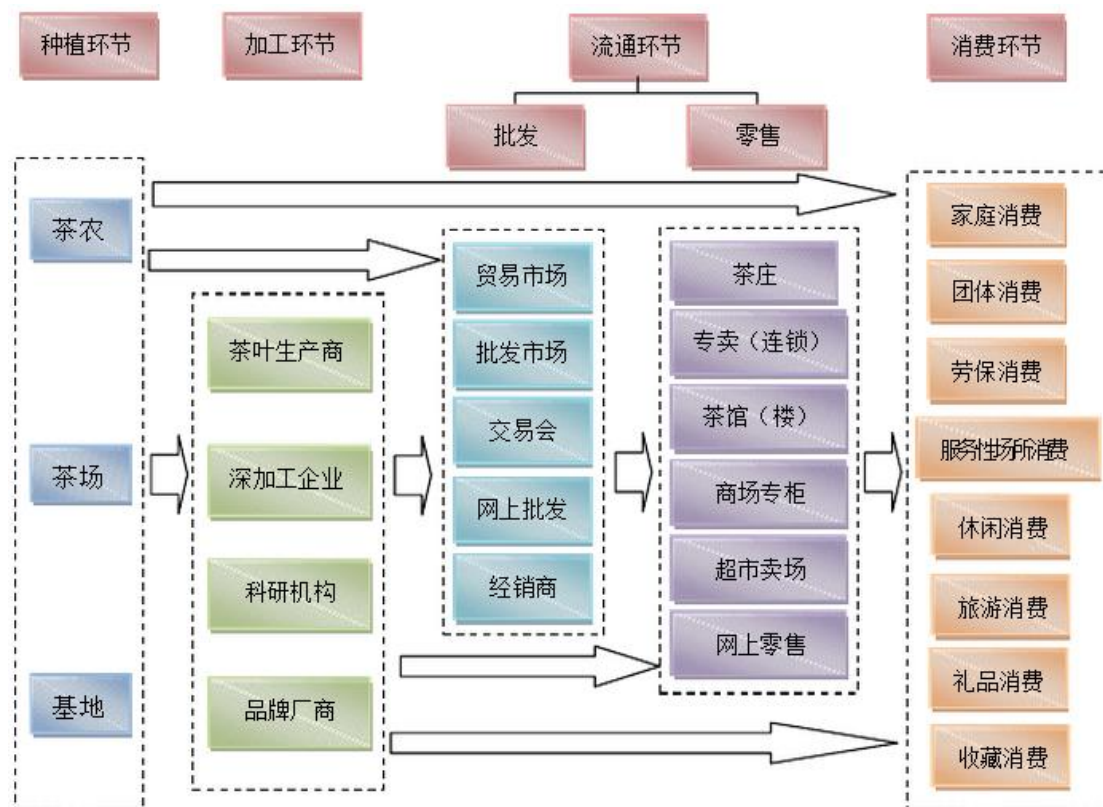 种植环节
加工环节
流通环节
消费环节
批发
零售
茶农
茶场
基地
茶叶生产商
深加工企业
科研机构
品牌厂商
贸易市场
批发市场
交易会
网上批发
经销商
茶庄
专卖（连锁）
茶馆（楼）
商场专柜
超市卖场
网上零售
家庭消费
团体消费
劳保消费
服务性场所消费
休闲消费
旅游消费
礼品消费
收藏消费